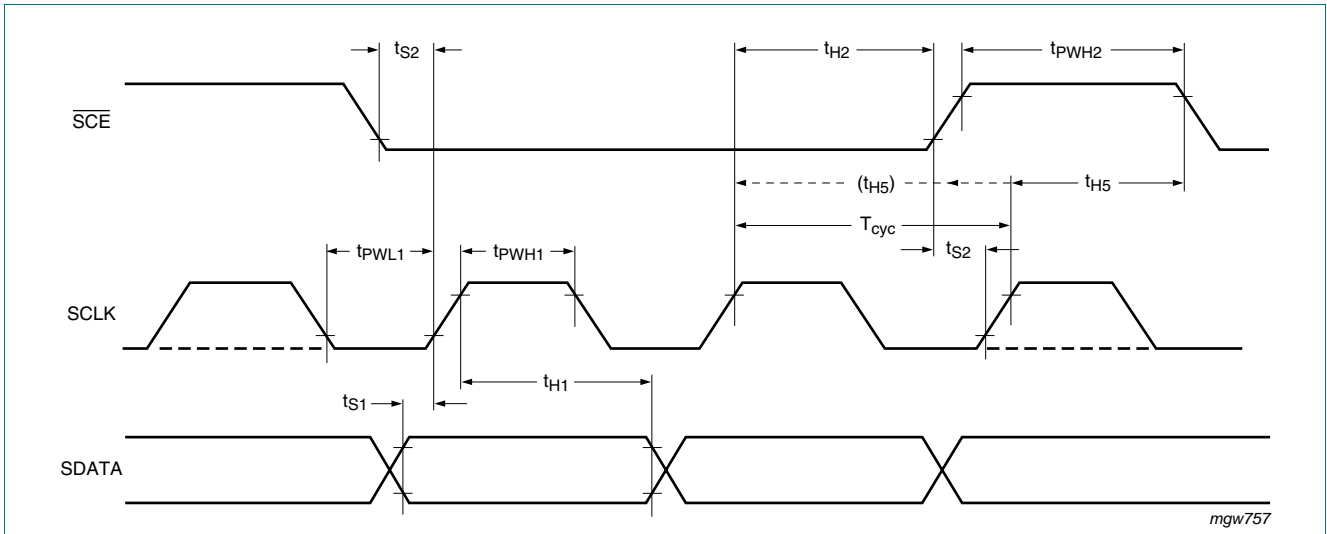 tS2
tH2
tPWH2
SCE
(tH5)
tH5
Tcyc
tPWL1
tPWH1
tS2
SCLK
tH1
tS1
SDATA
mgw757